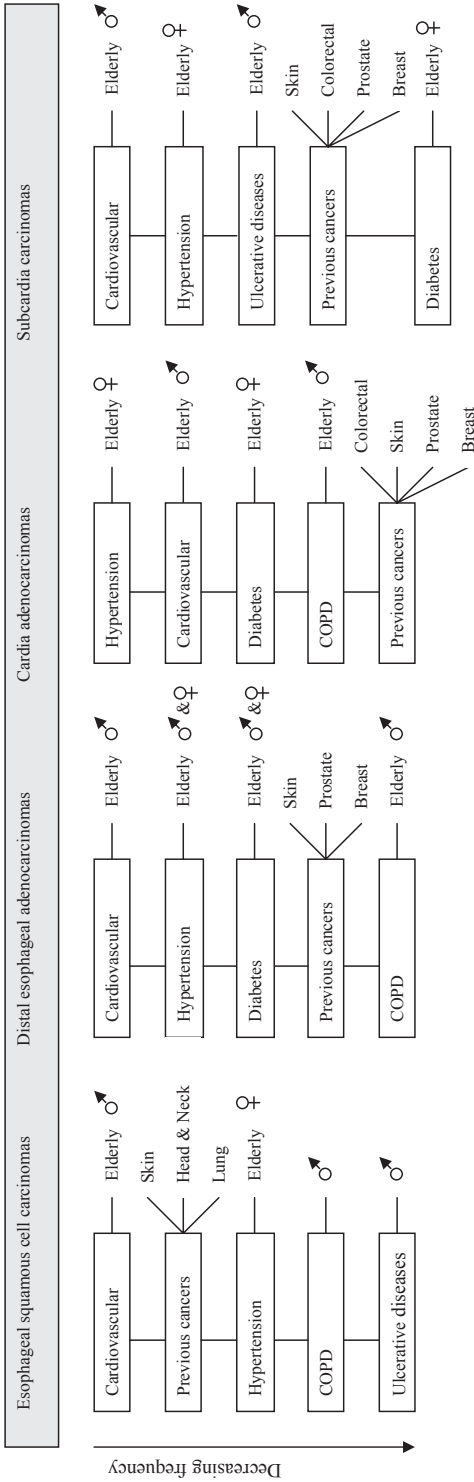 Esophageal squamous cell carcinomas
Distal esophageal adenocarcinomas
Cardia adenocarcinomas
Subcardia carcinomas
Decreasing frequency
Cardiovascular
Elderly ♂
Previous cancers
Skin
Head & Neck
Lung
Hypertension
Elderly ♀
COPD
♂
Ulcerative diseases
♂
Cardiovascular
Elderly ♂
Hypertension
Elderly ♂ & ♀
Diabetes
Elderly ♂ & ♀
Previous cancers
Skin
Prostate
Breast
COPD
Elderly ♂
Hypertension
Elderly ♀
Cardiovascular
Elderly ♂
Diabetes
Elderly ♀
COPD
Elderly ♂
Previous cancers
Colorectal
Skin
Prostate
Breast
Cardiovascular
Elderly ♂
Hypertension
Elderly ♀
Ulcerative diseases
Elderly ♂
Previous cancers
Skin
Colorectal
Prostate
Breast
Diabetes
Elderly ♀